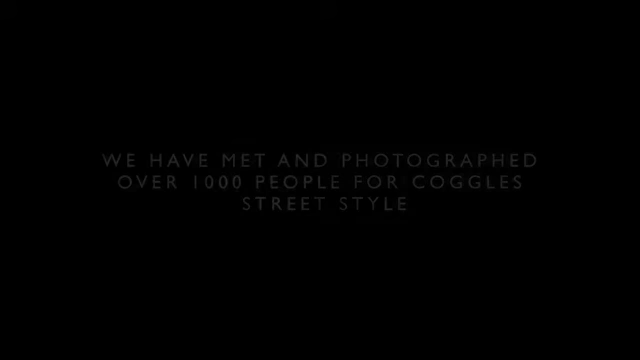 WE HAVE MET AND PHOTOGRAPHED
OVER 1000 PEOPLE FOR COGGLES
STREET STYLE